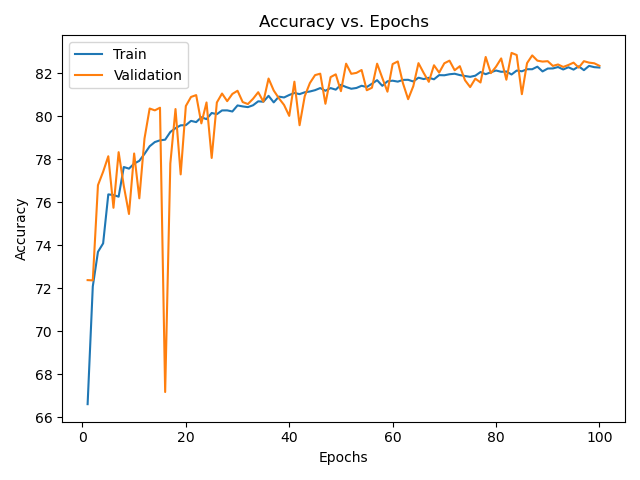 Accuracy vs. Epochs
Train
Validation
82
80
78
76
74
72
70
68
66
Accuracy
0 20 40 60 80 100
Epochs